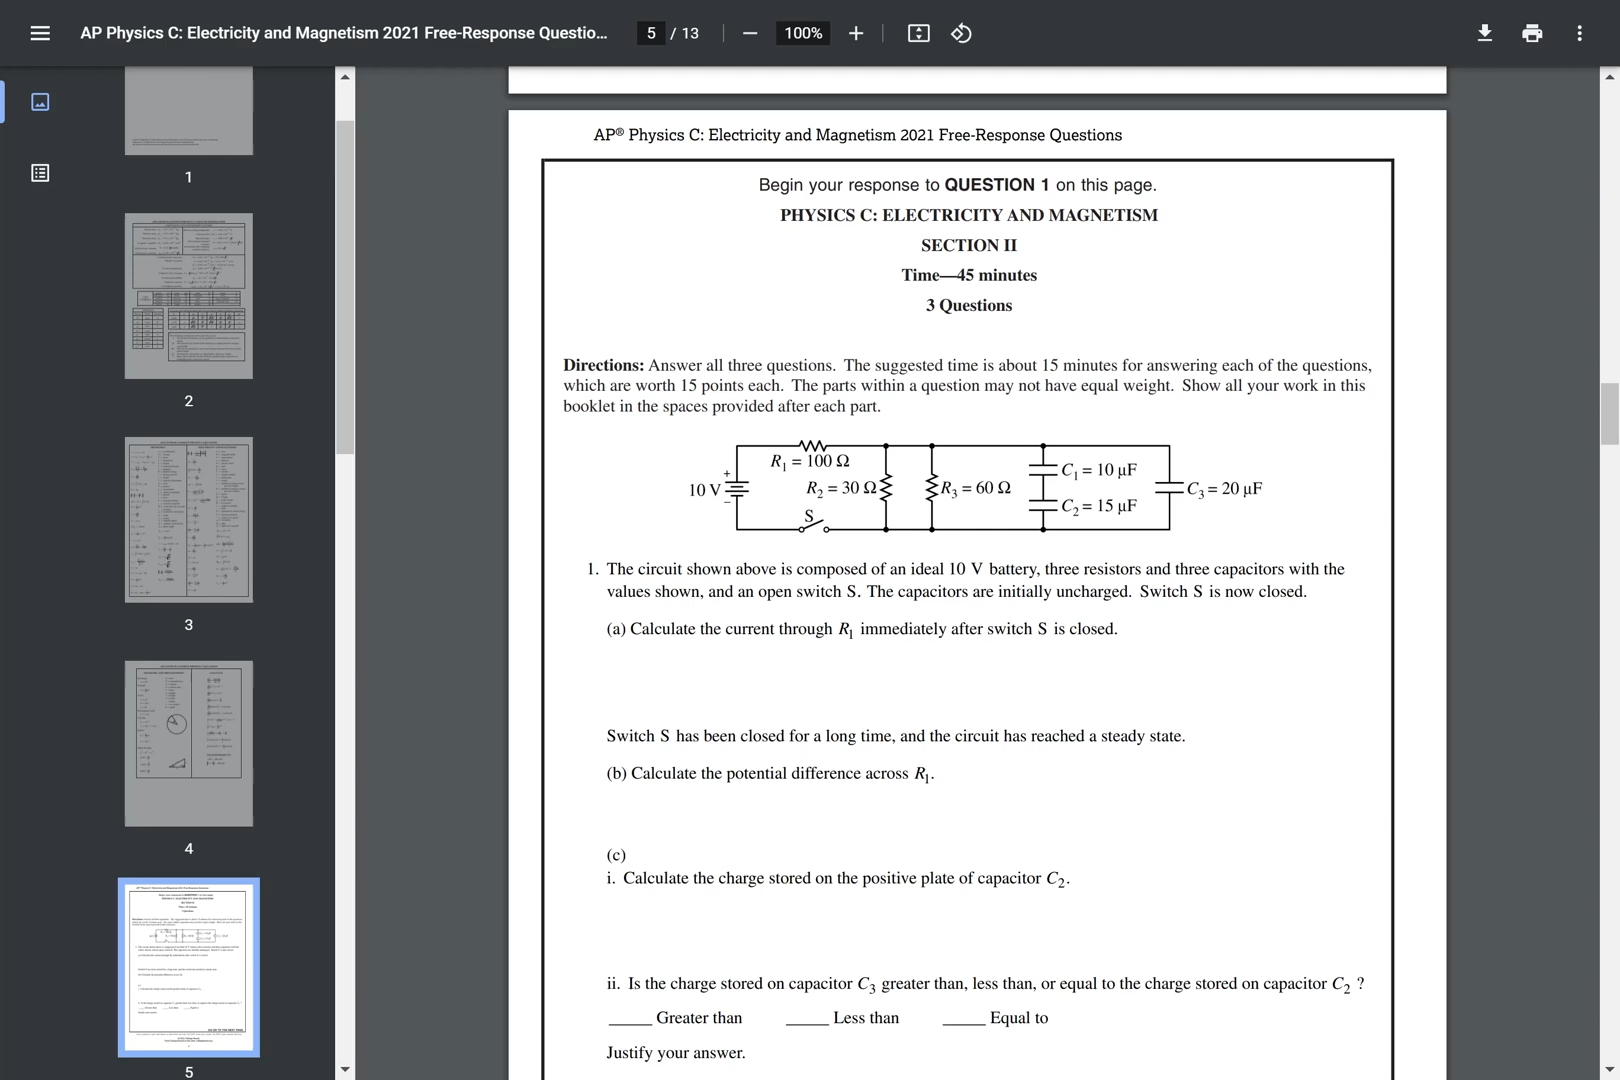 AP Physics C: Electricity and Magnetism 2021 Free-Response Questio...
5 / 13
100%
1
2
3
4
5
AP® Physics C: Electricity and Magnetism 2021 Free-Response Questions
Begin your response to QUESTION 1 on this page.
PHYSICS C: ELECTRICITY AND MAGNETISM
SECTION II
Time—45 minutes
3 Questions
Directions: Answer all three questions. The suggested time is about 15 minutes for answering each of the questions,
which are worth 15 points each. The parts within a question may not have equal weight. Show all your work in this
booklet in the spaces provided after each part.
R₁ = 100 Ω
+
10 V
−
R₂ = 30 Ω
R₃ = 60 Ω
C₁ = 10 μF
C₂ = 15 μF
C₃ = 20 μF
S
1. The circuit shown above is composed of an ideal 10 V battery, three resistors and three capacitors with the
values shown, and an open switch S. The capacitors are initially uncharged. Switch S is now closed.
(a) Calculate the current through R₁ immediately after switch S is closed.
Switch S has been closed for a long time, and the circuit has reached a steady state.
(b) Calculate the potential difference across R₁.
(c)
i. Calculate the charge stored on the positive plate of capacitor C₂.
ii. Is the charge stored on capacitor C₃ greater than, less than, or equal to the charge stored on capacitor C₂ ?
_____ Greater than _____ Less than _____ Equal to
Justify your answer.